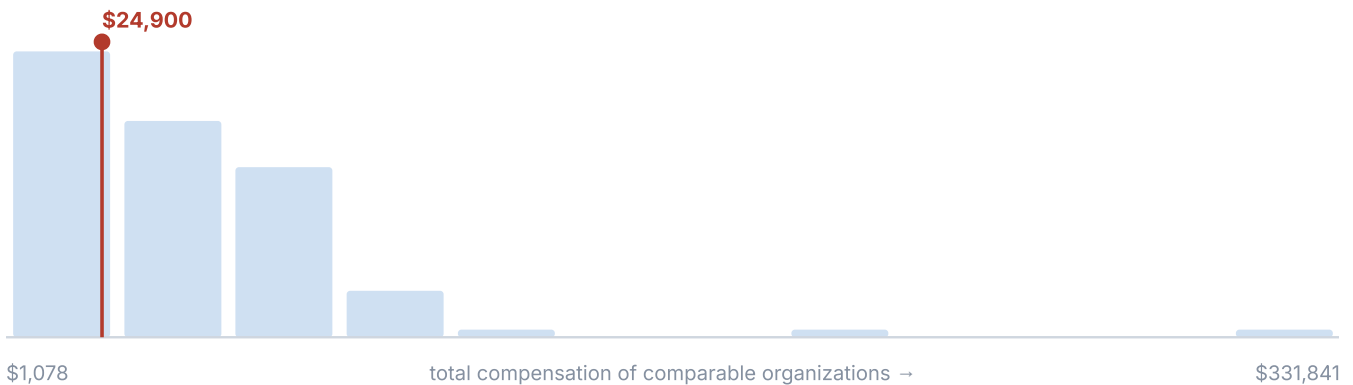 $24,900
$1,078 total compensation of comparable organizations → $331,841